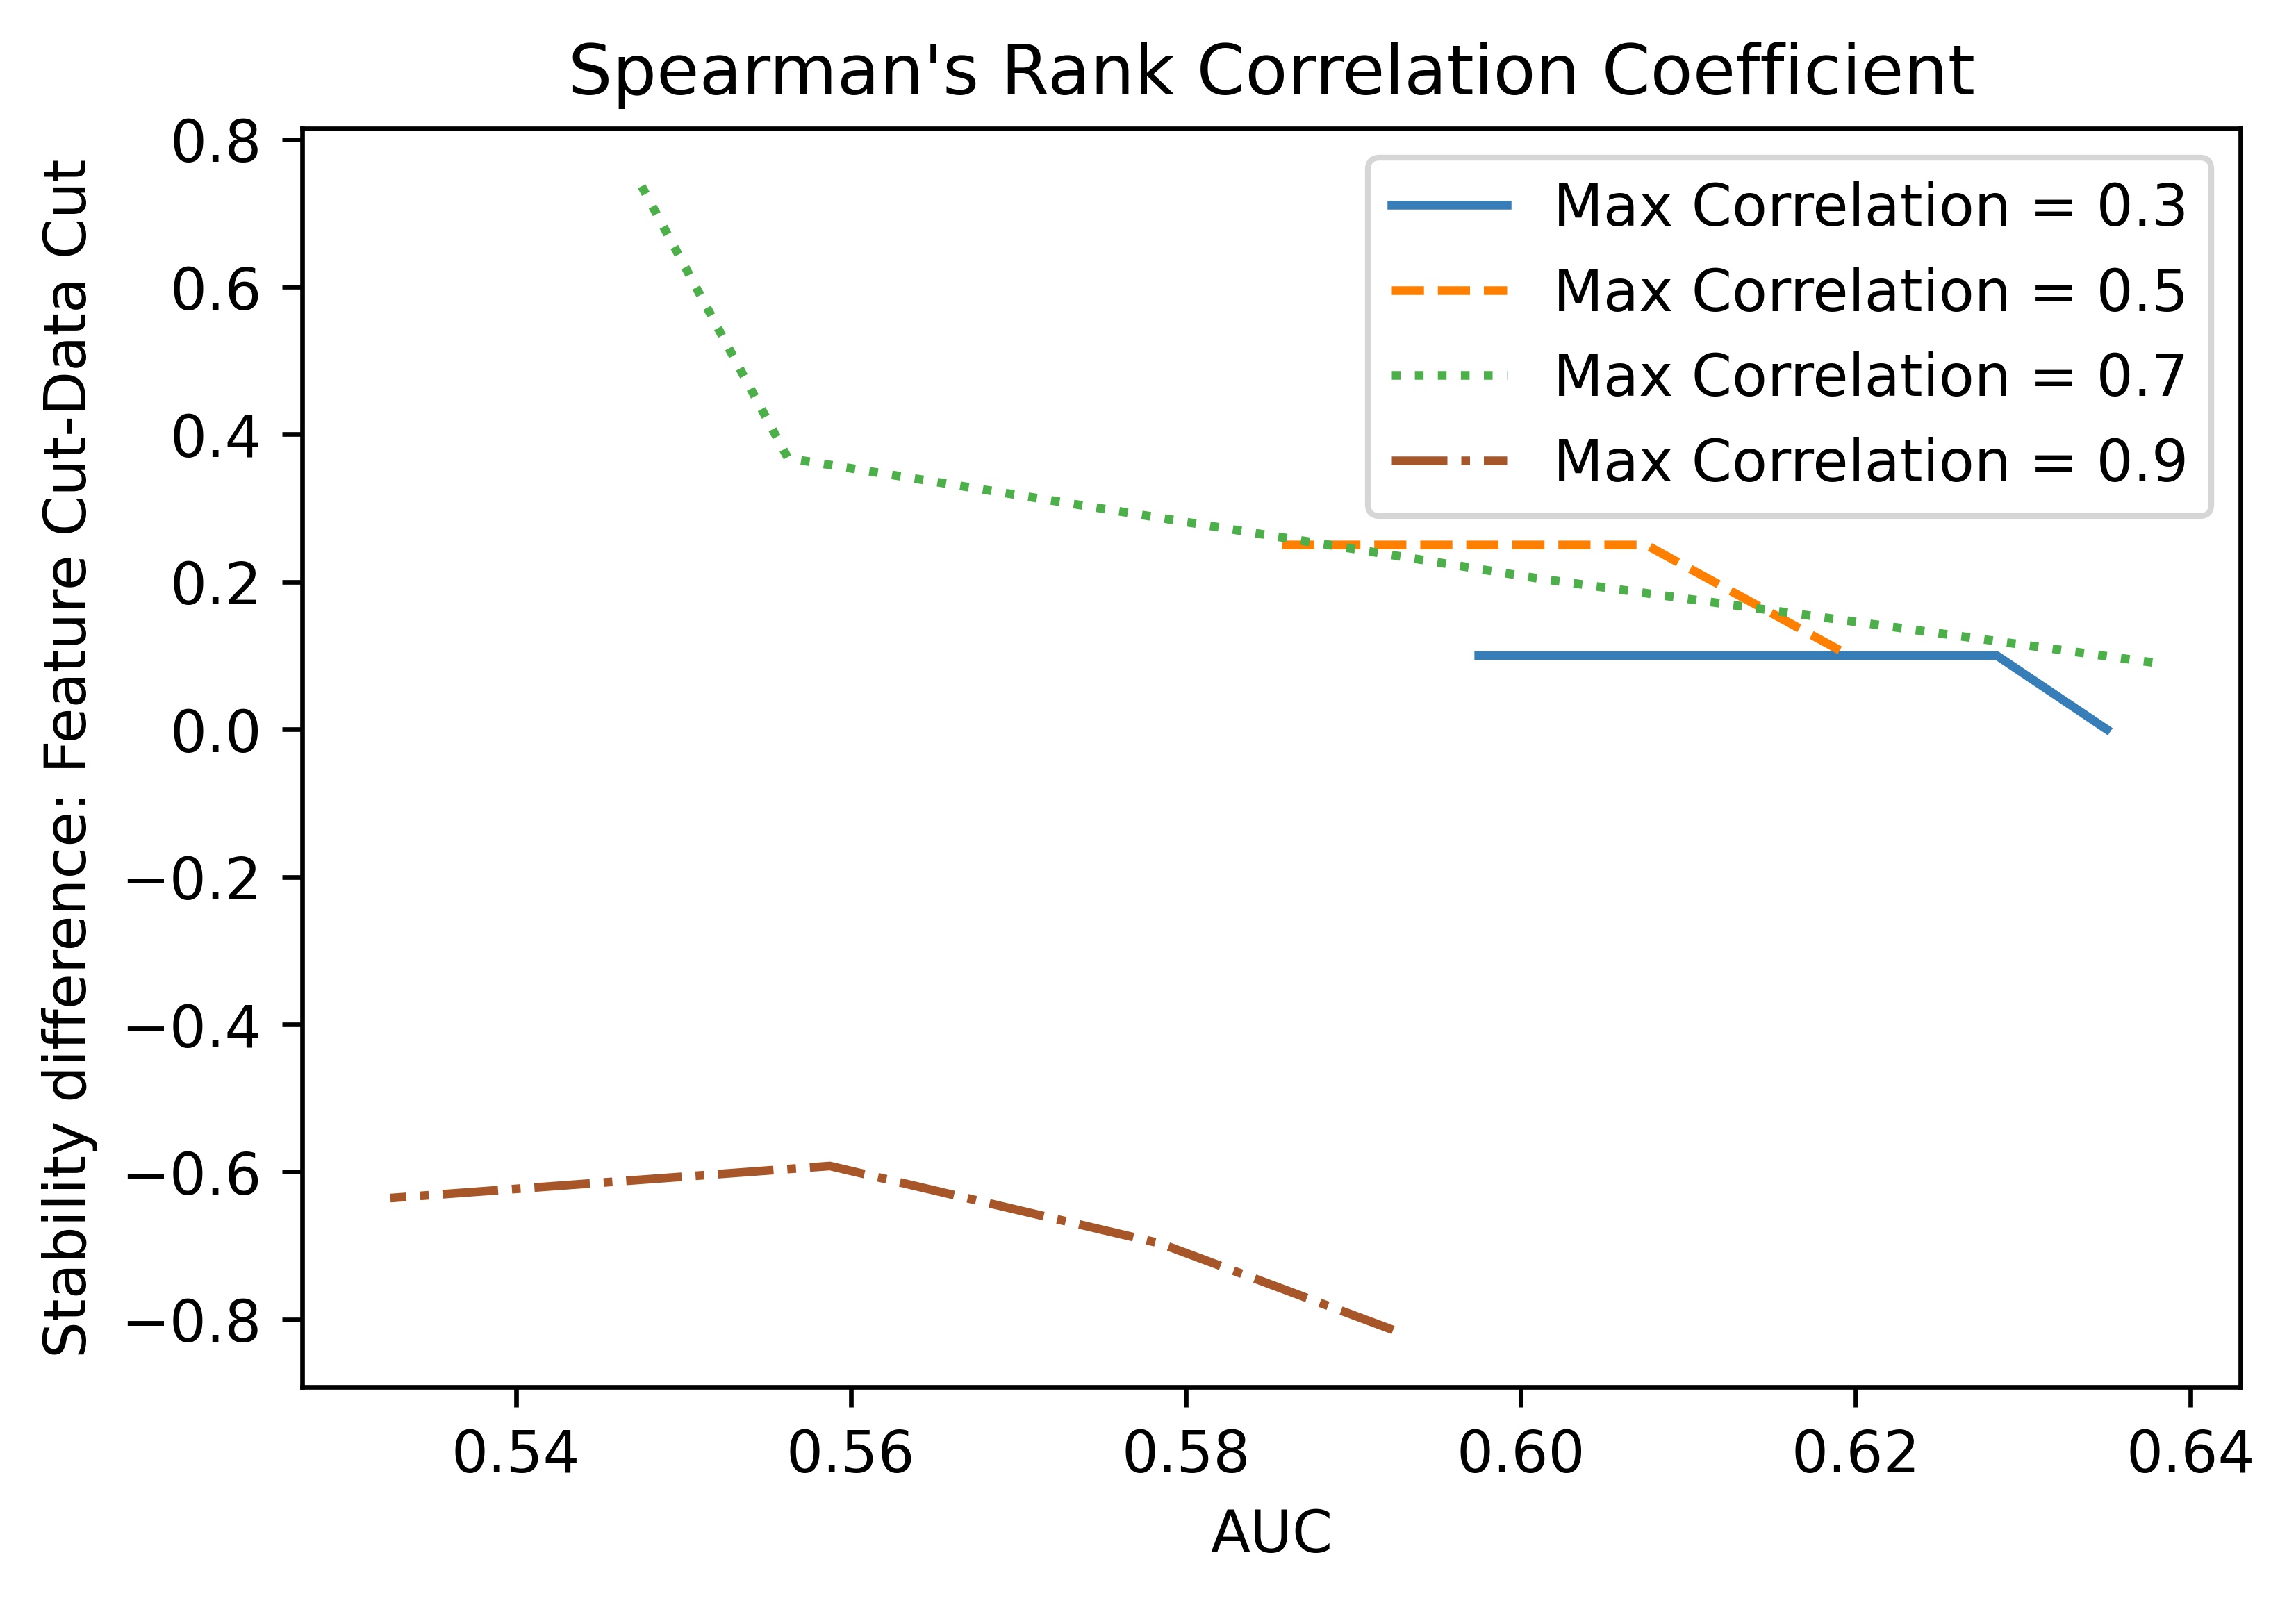 Spearman's Rank Correlation Coefficient
Stability difference: Feature Cut-Data Cut
0.8
0.6
0.4
0.2
0.0
−0.2
−0.4
−0.6
−0.8
Max Correlation = 0.3
Max Correlation = 0.5
Max Correlation = 0.7
Max Correlation = 0.9
0.54 0.56 0.58 0.60 0.62 0.64
AUC